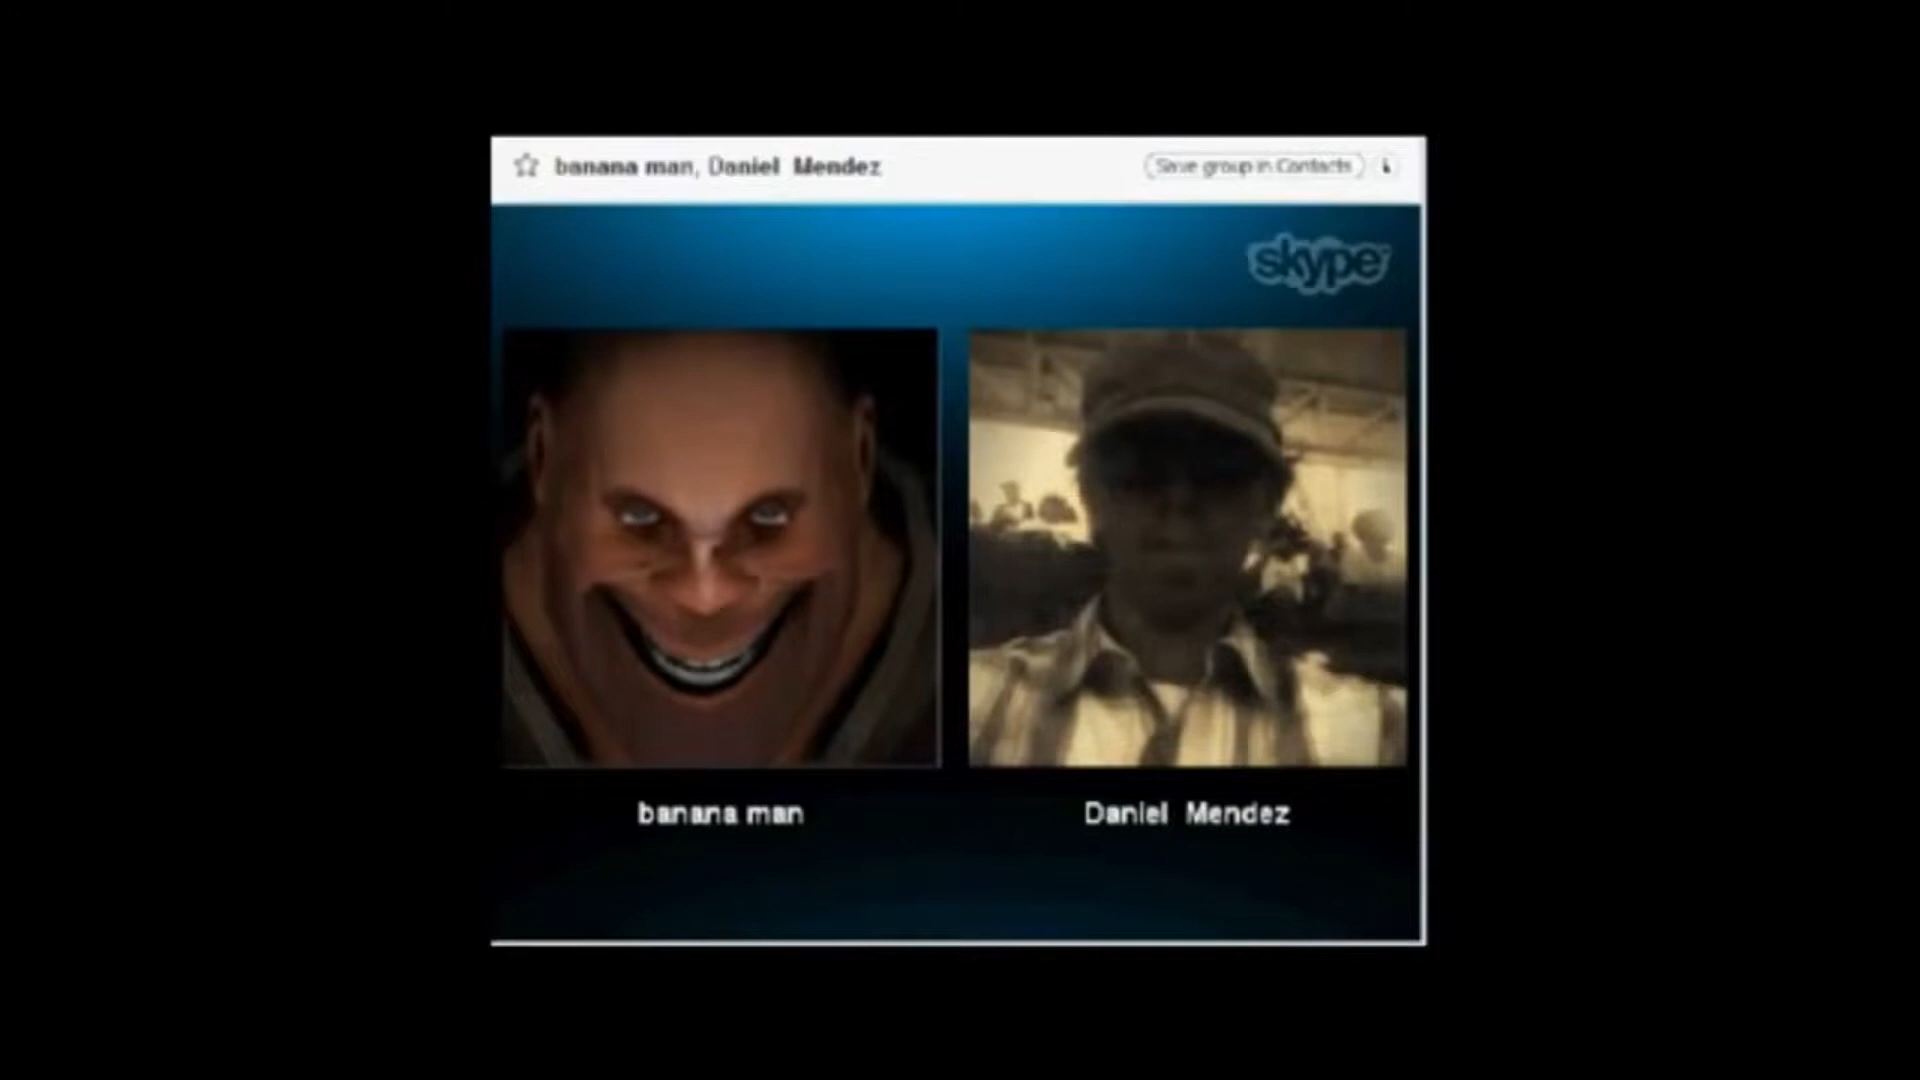 banana man, Daniel Mendez
Save group in Contacts
skype
banana man
Daniel Mendez